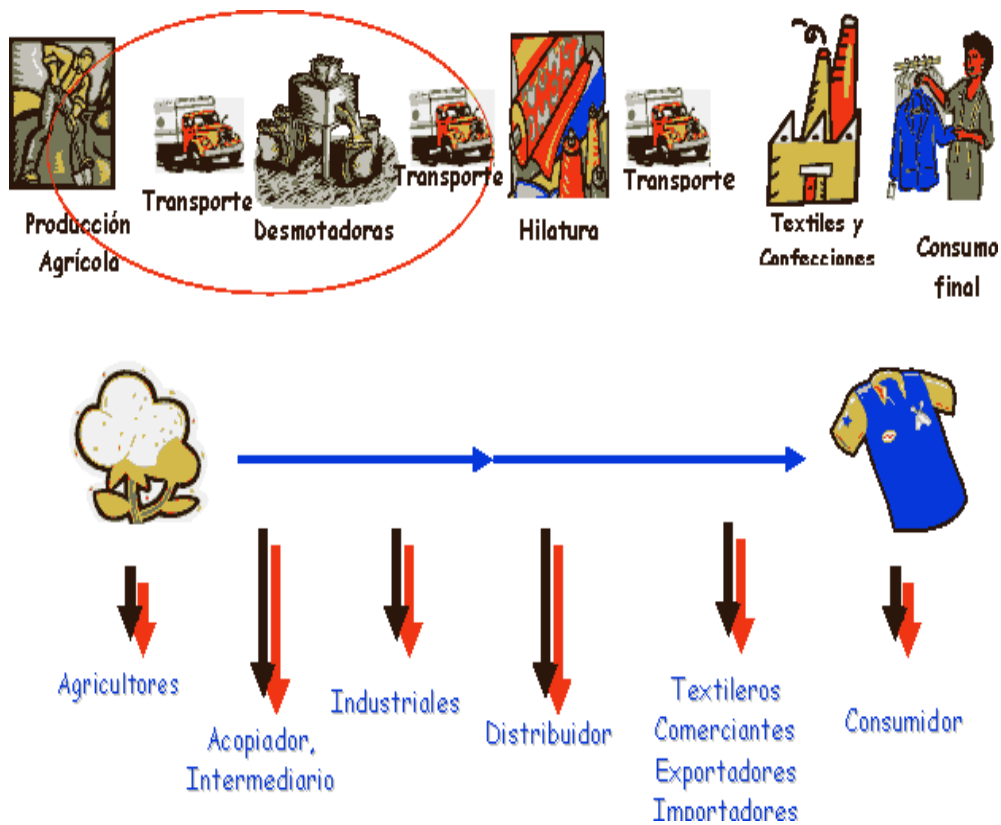 Producción
Agrícola
Transporte
Desmotadoras
Transporte
Hilatura
Transporte
Textiles y
Confecciones
Consumo
final
Agricultores
Acopiador,
Intermediario
Industriales
Distribuidor
Textileros
Comerciantes
Exportadores
Importadores
Consumidor